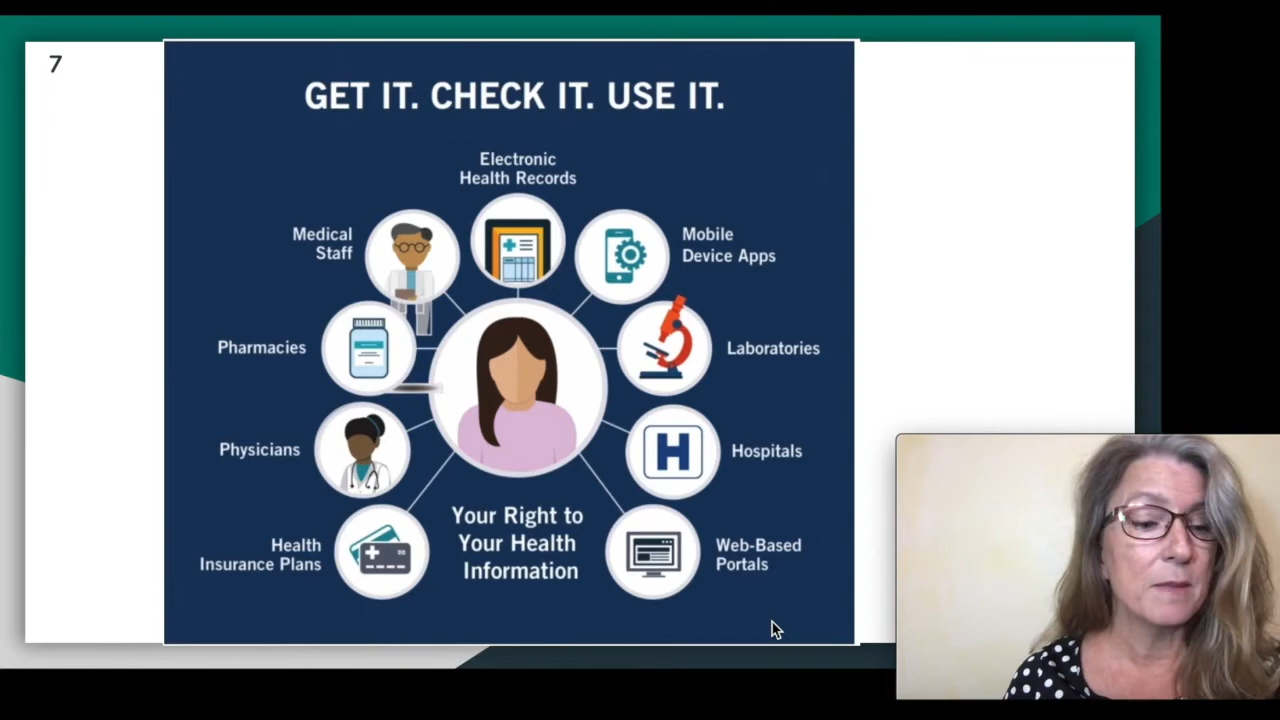 7
GET IT. CHECK IT. USE IT.
Electronic
Health Records
Medical
Staff
Mobile
Device Apps
Pharmacies
Laboratories
Physicians
H
Hospitals
Your Right to
Your Health
Information
Health
Insurance Plans
Web-Based
Portals